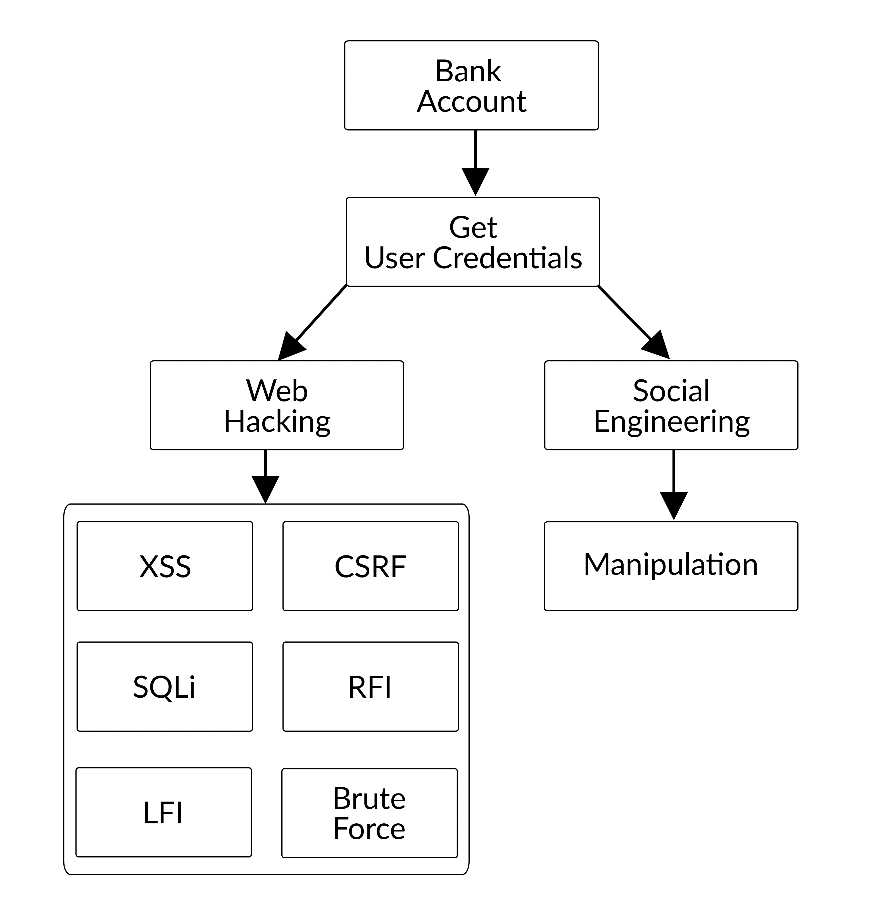 Bank
Account
Get
User Credentials
Web
Hacking
Social
Engineering
XSS
CSRF
Manipulation
SQLi
RFI
LFI
Brute
Force